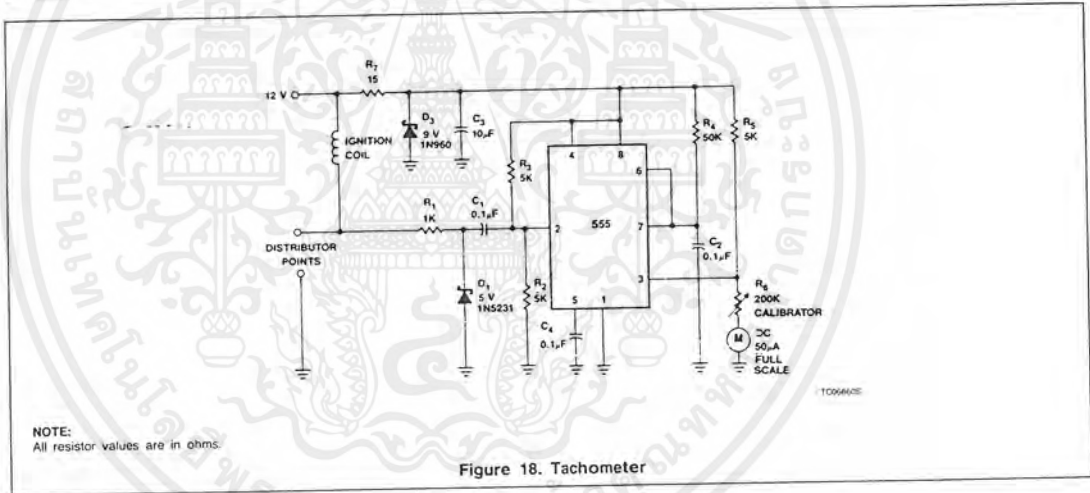 12 V
R7
15
IGNITION
COIL
D3
9 V
1N960
C3
10μF
R3
5K
4
8
R4
50K
R5
5K
6
7
3
2
555
5
1
R1
1K
C1
0.1μF
DISTRIBUTOR
POINTS
D1
5 V
1N5231
R2
5K
C4
0.1μF
C2
0.1μF
R6
200K
CALIBRATOR
M
DC
50μA
FULL
SCALE
NOTE:
All resistor values are in ohms.
Figure 18. Tachometer